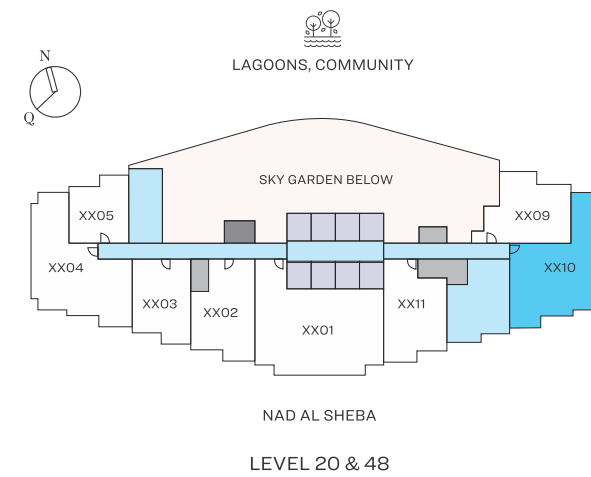 LAGOONS, COMMUNITY
N
Q
SKY GARDEN BELOW
XX05
XX09
XX04
XX10
XX03
XX02
XX11
XX01
NAD AL SHEBA
LEVEL 20 & 48